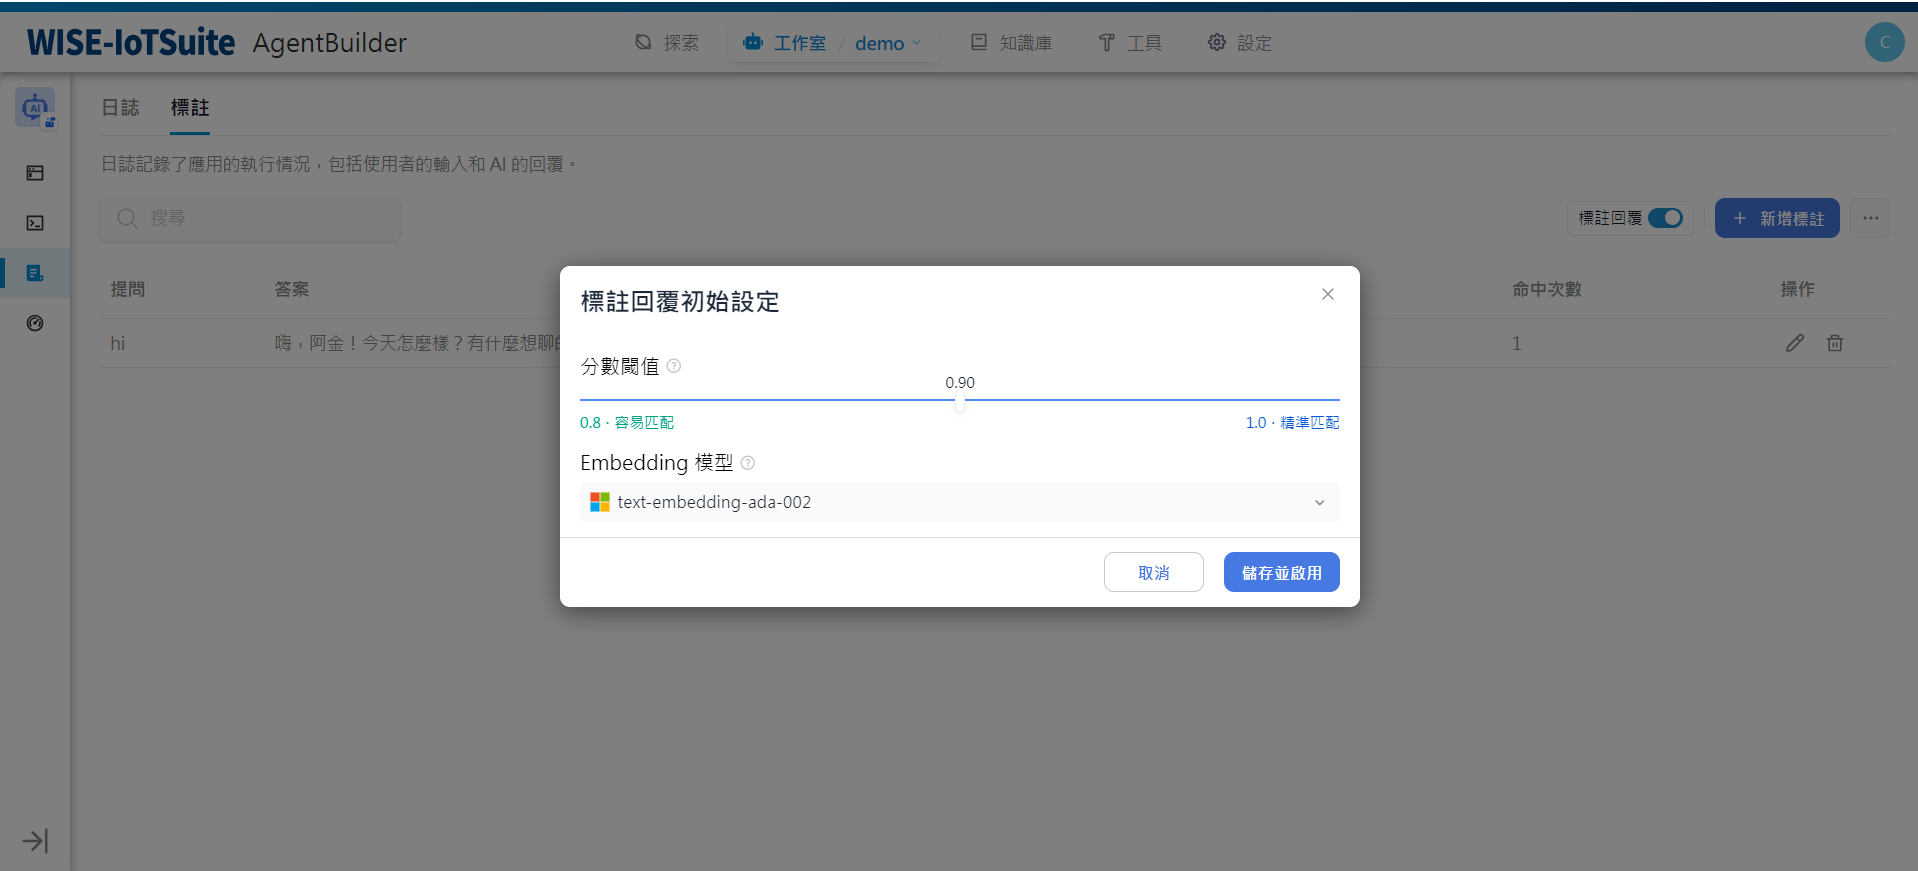 WISE-IoTSuite AgentBuilder
探索
工作室 / demo
知識庫
工具
設定
C
AI
日誌 標註
日誌記錄了應用的執行情況，包括使用者的輸入和 AI 的回覆。
搜尋
標註回覆
+ 新增標註
...
提問 答案 命中次數 操作
hi 嗨，阿金！今天怎麼樣？有什麼想聊 1
標註回覆初始設定
分數閾值
0.90
0.8 · 容易匹配
1.0 · 精準匹配
Embedding 模型
text-embedding-ada-002
取消
儲存並啟用